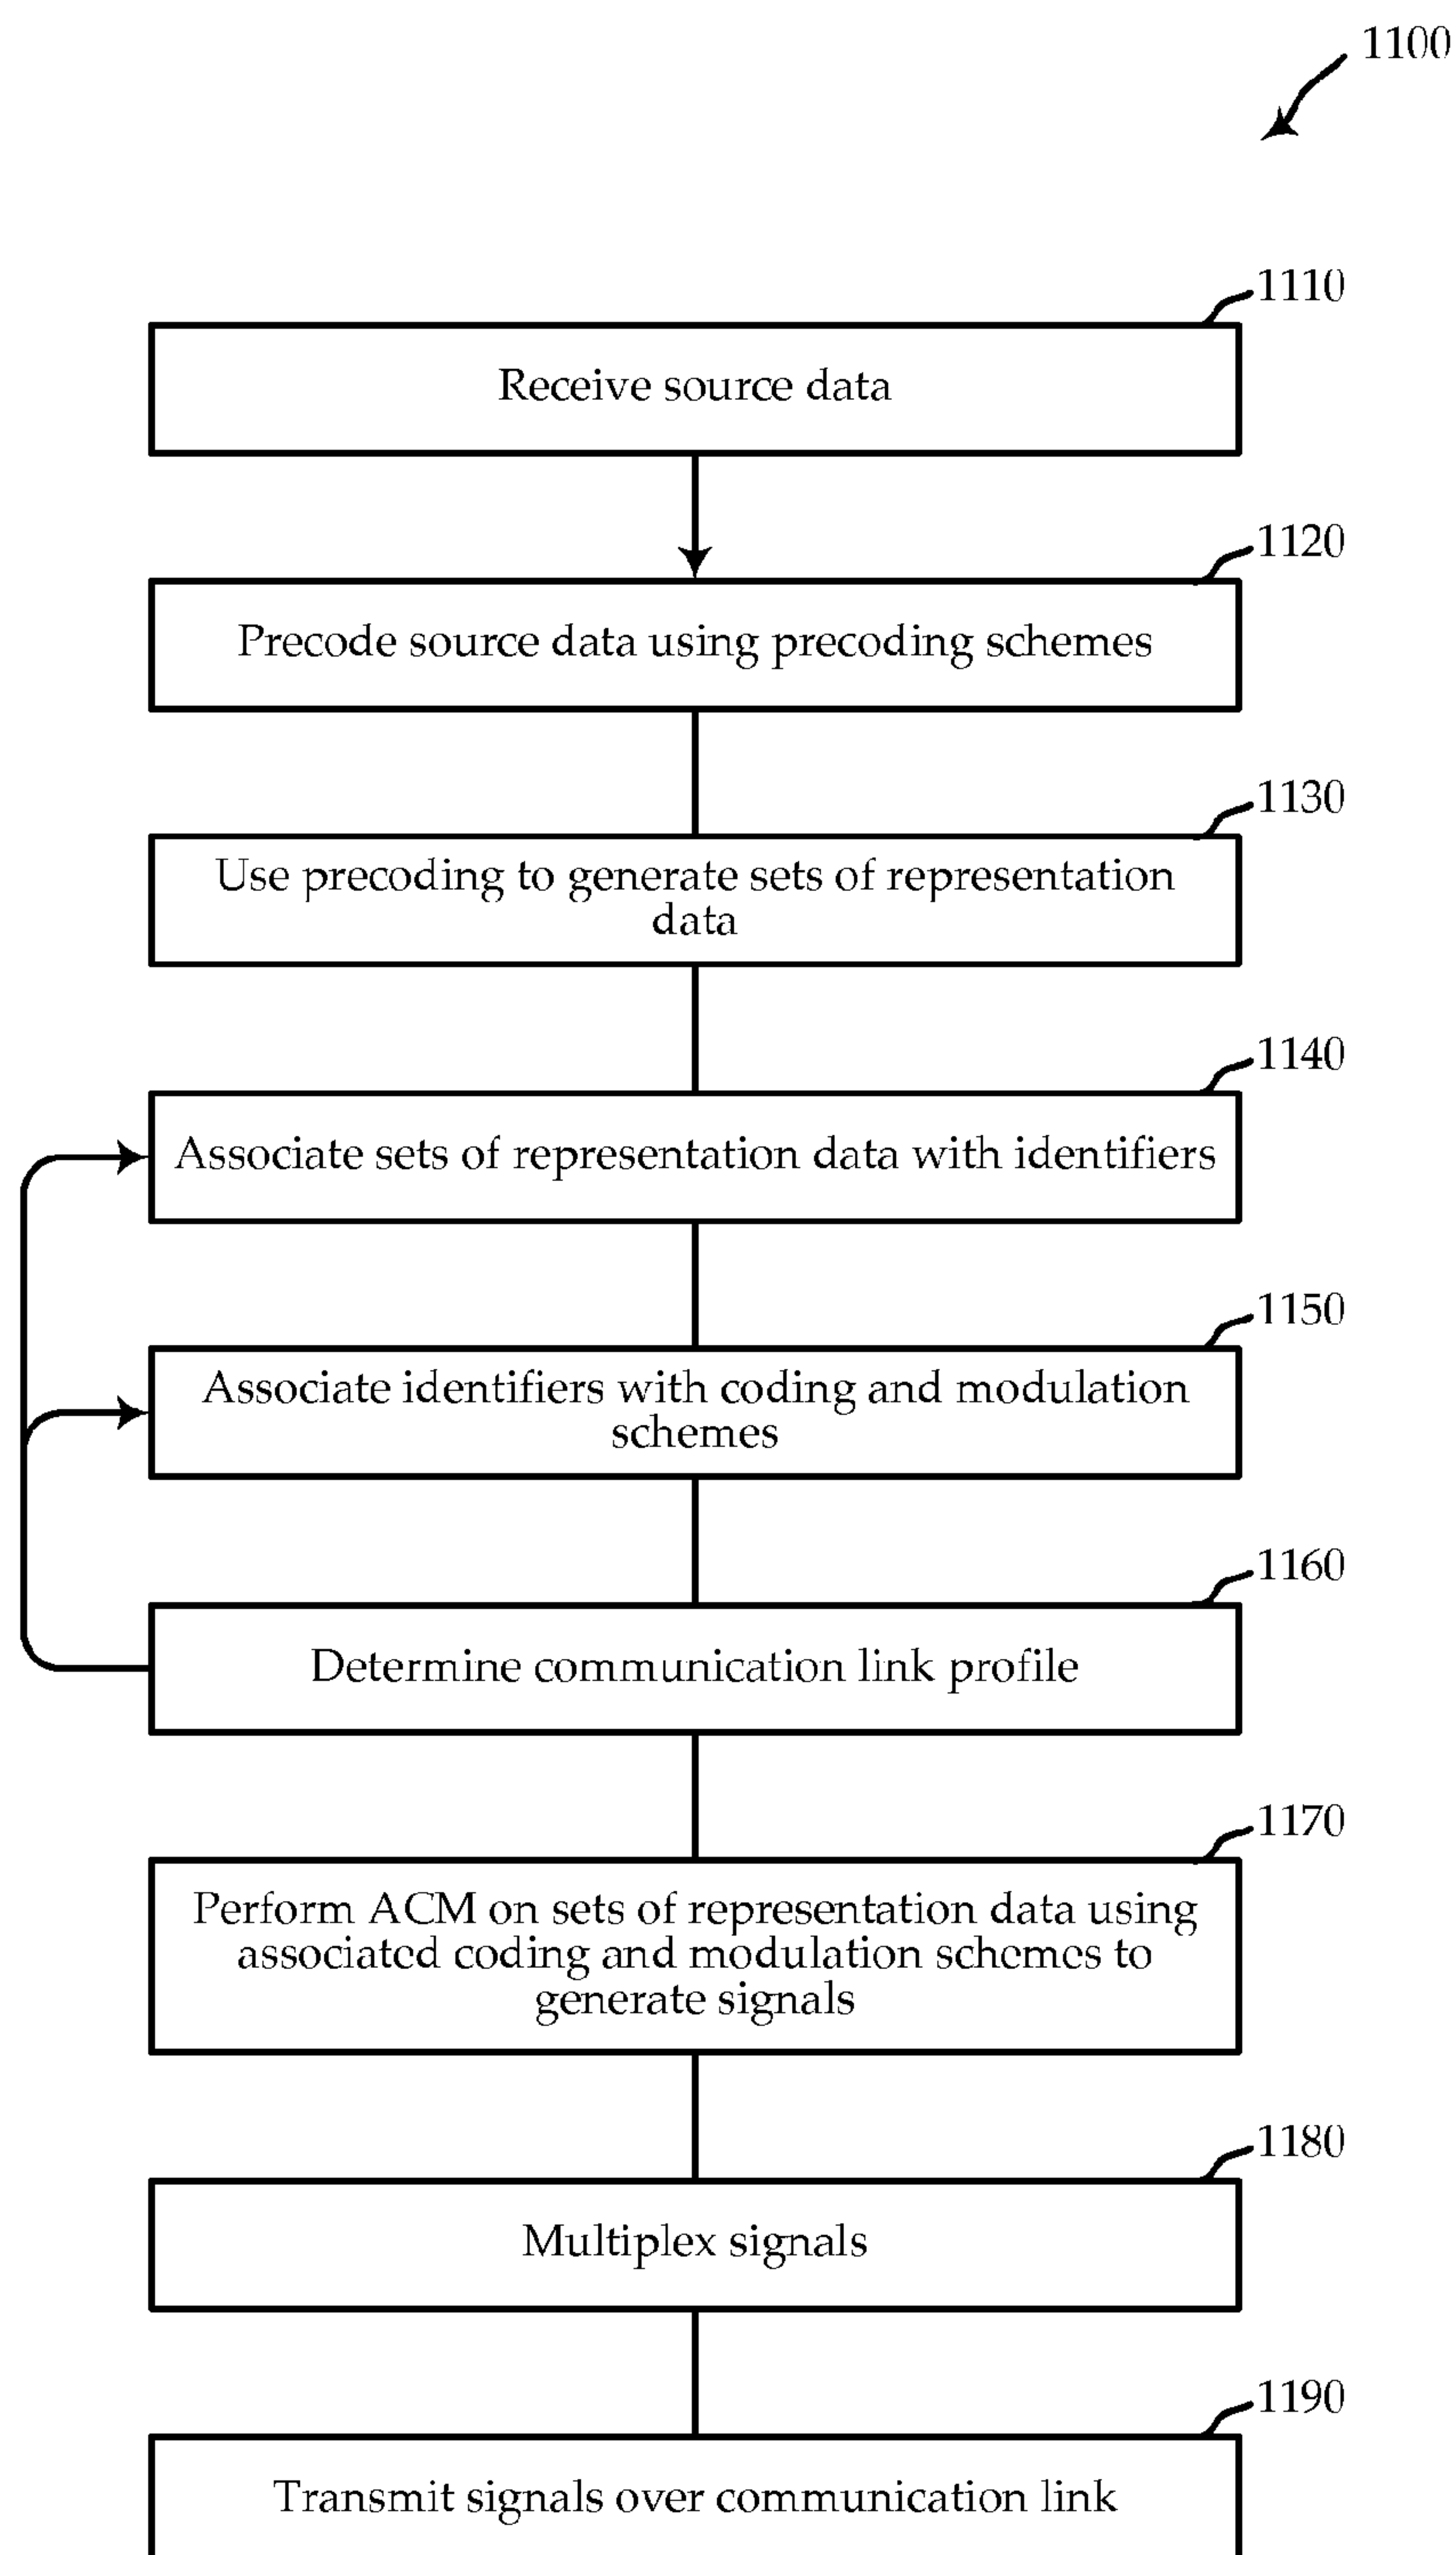 1100
1110
Receive source data
1120
Precode source data using precoding schemes
1130
Use precoding to generate sets of representation
data
1140
Associate sets of representation data with identifiers
1150
Associate identifiers with coding and modulation
schemes
1160
Determine communication link profile
1170
Perform ACM on sets of representation data using
associated coding and modulation schemes to
generate signals
1180
Multiplex signals
1190
Transmit signals over communication link